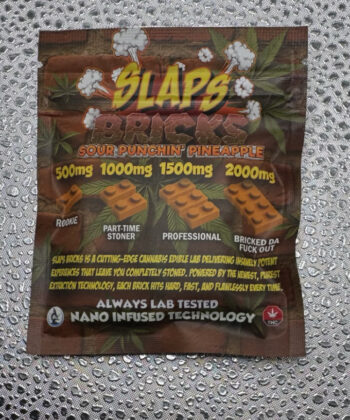 SLAPS
BRICKS
SOUR PUNCHIN' PINEAPPLE
500mg 1000mg 1500mg 2000mg
ROOKIE
PART-TIME
STONER
PROFESSIONAL
BRICKED DA
FUCK OUT
SLAPS BRICKS IS A CUTTING-EDGE CANNABIS EDIBLE LAB DELIVERING INSANELY POTENT
EXPERIENCES THAT LEAVE YOU COMPLETELY STONED. POWERED BY THE NEWEST, PUREST
EXTRACTION TECHNOLOGY, EACH BRICK HITS HARD, FAST, AND FLAWLESSLY EVERY TIME.
ALWAYS LAB TESTED
NANO INFUSED TECHNOLOGY
THC